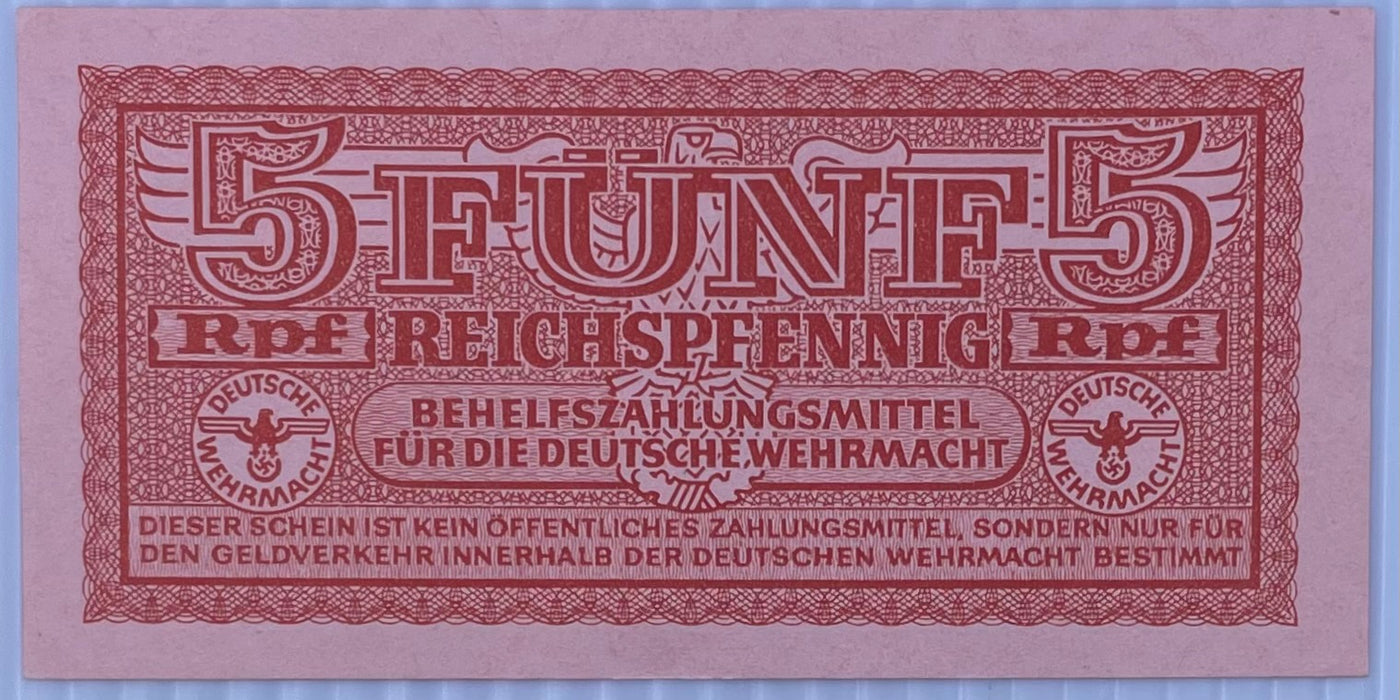 5 FÜNF 5
Rpf REICHSPFENNIG Rpf
DEUTSCHE WEHRMACHT
BEHELFSZAHLUNGSMITTEL
FÜR DIE DEUTSCHE WEHRMACHT
DEUTSCHE WEHRMACHT
DIESER SCHEIN IST KEIN ÖFFENTLICHES ZAHLUNGSMITTEL, SONDERN NUR FÜR
DEN GELDVERKEHR INNERHALB DER DEUTSCHEN WEHRMACHT BESTIMMT